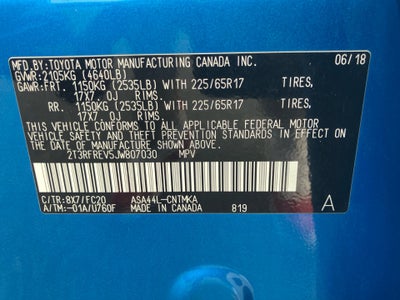 MFD.BY:TOYOTA MOTOR MANUFACTURING CANADA INC. 06/18
GVWR:2105KG (4640LB)
GAWR:FRT. 1150KG (2535LB)WITH 225/65R17 TIRES,
17X7 0J RIMS,
RR. 1150KG (2535LB)WITH 225/65R17 TIRES,
17X7 0J RIMS.
THIS VEHICLE CONFORMS TO ALL APPLICABLE FEDERAL MOTOR
VEHICLE SAFETY AND THEFT PREVENTION STANDARDS IN EFFECT
ON THE DATE OF MANUFACTURE SHOWN ABOVE.
2T3RFREV5JW807030 MPV
C/TR:8X7/FC20 ASA44L-CNTMKA
A/TM:-01A/U760F MADE IN CANADA 819 A